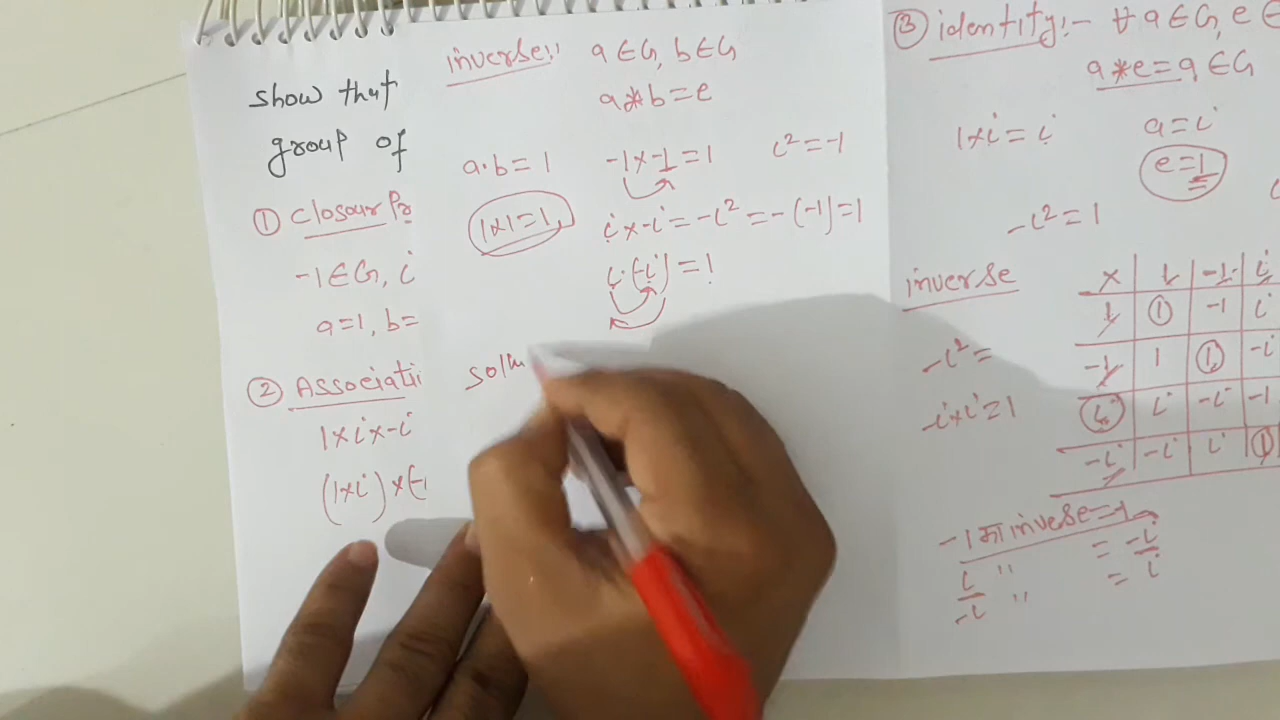 show that
group of
① Closour Pr
-1∈G, i
a=1, b=
② Associati
1×i×-i
(1×i)×(-
inverse:- a∈G, b∈G
a*b=e
a·b=1 -1×-1=1 i²=-1
1×1=1, i×-i=-i²=-(-1)=1
i·(-i)=1
soln
③ identity:- ∀ a∈G, e∈
a*e=a∈G
1×i=i a=i
e=1
-i²=1
inverse
× 1 -1 i
1 1 -1 i
-1 1 1 -i
i i -i -1
-i -i i 1
-i²=
-i×i=1
-1 का inverse=-1
i " = -i
-i " = i